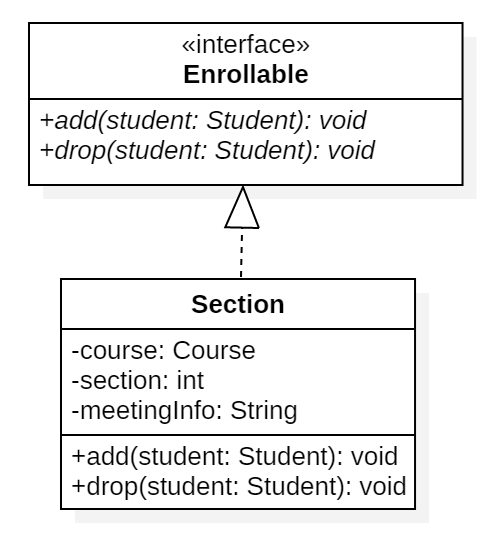 «interface»
Enrollable
+add(student: Student): void
+drop(student: Student): void
Section
-course: Course
-section: int
-meetingInfo: String
+add(student: Student): void
+drop(student: Student): void